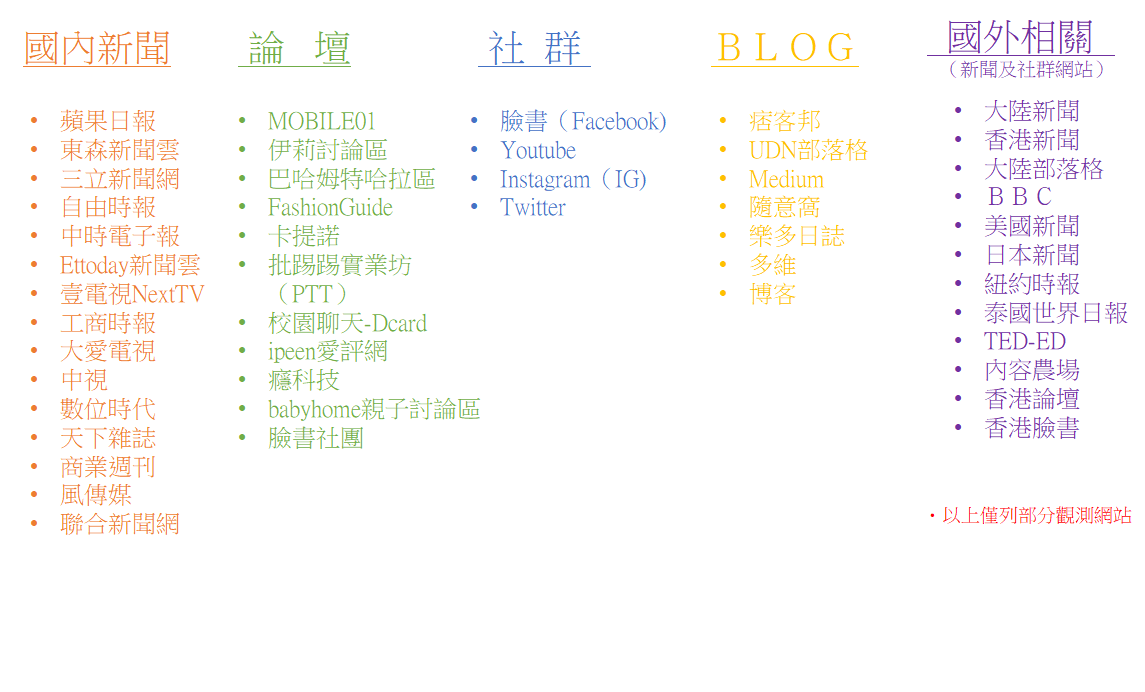 國內新聞
• 蘋果日報
• 東森新聞雲
• 三立新聞網
• 自由時報
• 中時電子報
• Ettoday新聞雲
• 壹電視NextTV
• 工商時報
• 大愛電視
• 中視
• 數位時代
• 天下雜誌
• 商業週刊
• 風傳媒
• 聯合新聞網
論 壇
• MOBILE01
• 伊莉討論區
• 巴哈姆特哈拉區
• FashionGuide
• 卡提諾
• 批踢踢實業坊
（PTT）
• 校園聊天-Dcard
• ipeen愛評網
• 癮科技
• babyhome親子討論區
• 臉書社團
社 群
• 臉書（Facebook)
• Youtube
• Instagram（IG)
• Twitter
ＢＬＯＧ
• 痞客邦
• UDN部落格
• Medium
• 隨意窩
• 樂多日誌
• 多維
• 博客
國外相關
（新聞及社群網站）
• 大陸新聞
• 香港新聞
• 大陸部落格
• ＢＢＣ
• 美國新聞
• 日本新聞
• 紐約時報
• 泰國世界日報
• TED-ED
• 內容農場
• 香港論壇
• 香港臉書
・以上僅列部分觀測網站